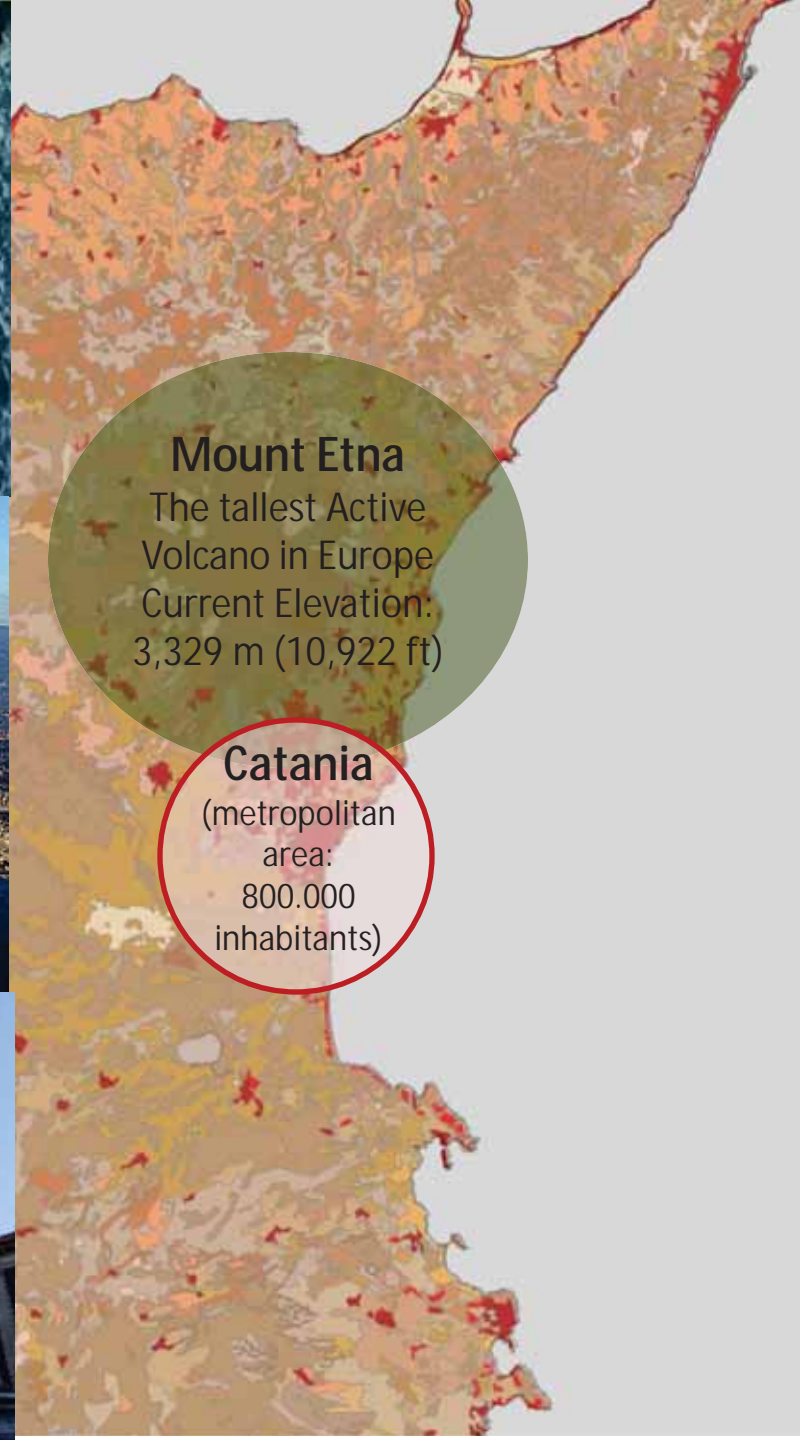 Mount Etna
The tallest Active
Volcano in Europe
Current Elevation:
3,329 m (10,922 ft)
Catania
(metropolitan
area:
800.000
inhabitants)